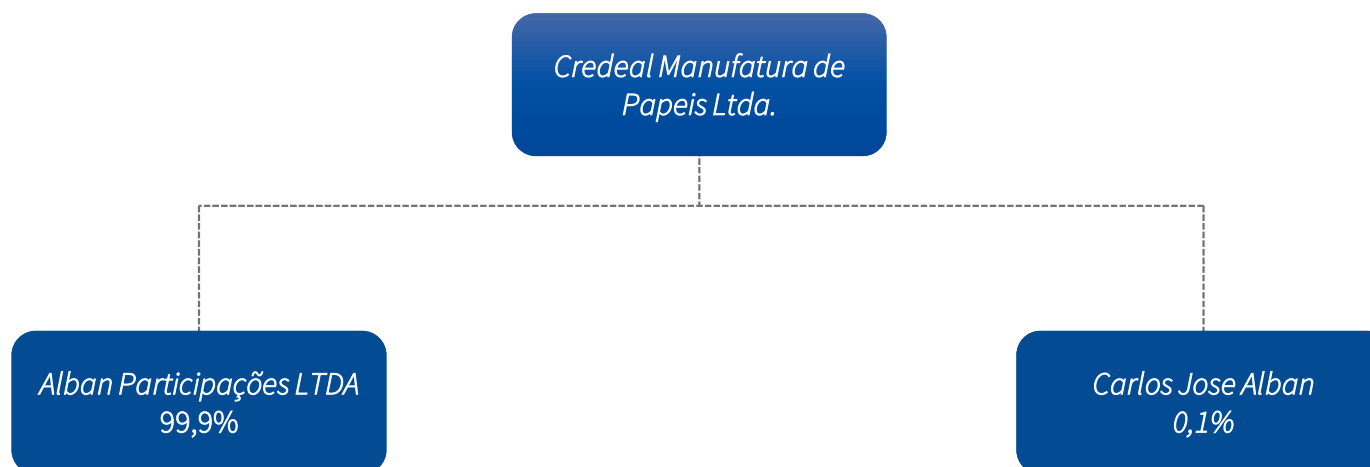 Credeal Manufatura de
Papeis Ltda.
Alban Participações LTDA
99,9%
Carlos Jose Alban
0,1%